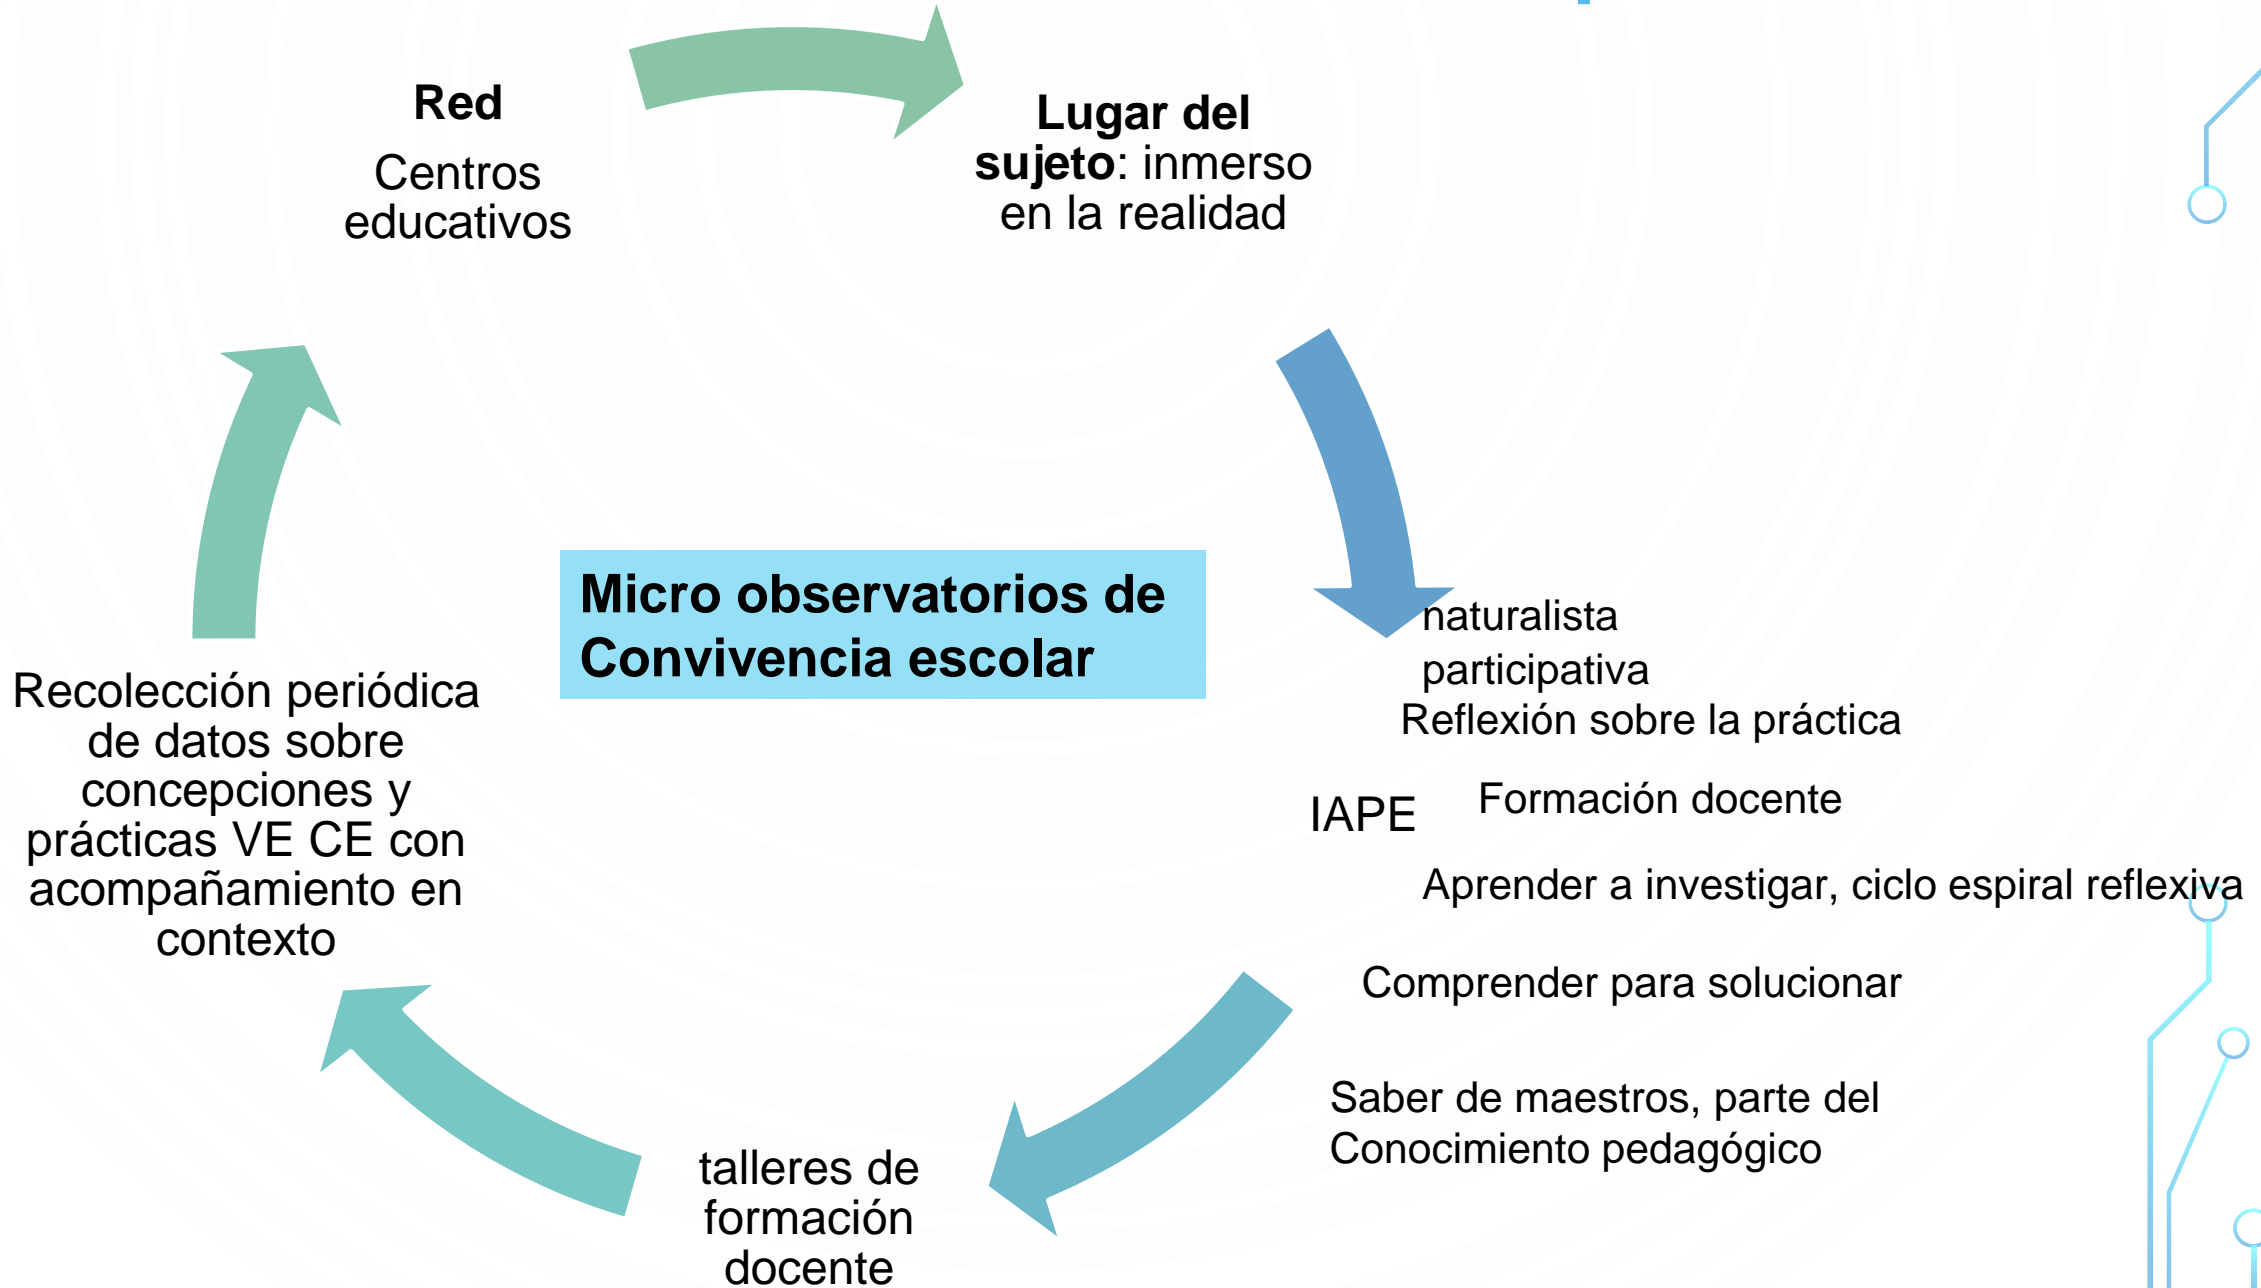 Red
Centros
educativos
Lugar del
sujeto: inmerso
en la realidad
Micro observatorios de
Convivencia escolar
naturalista
participativa
Reflexión sobre la práctica
IAPE
Formación docente
Aprender a investigar, ciclo espiral reflexiva
Comprender para solucionar
Saber de maestros, parte del
Conocimiento pedagógico
talleres de
formación
docente
Recolección periódica
de datos sobre
concepciones y
prácticas VE CE con
acompañamiento en
contexto